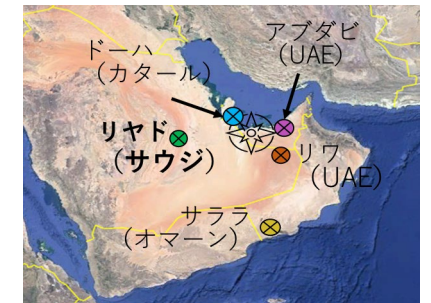 アブダビ
（UAE）
ドーハ
（カタール）
リヤド
（サウジ）
リワ
（UAE）
サララ
（オマーン）